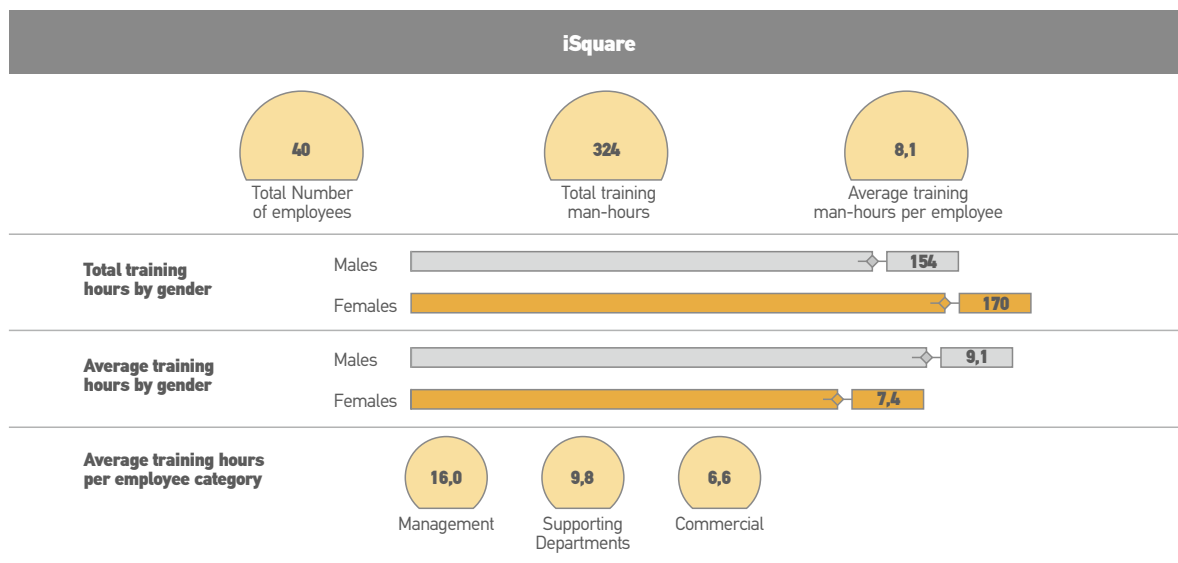 iSquare
40
324
8,1
Total Number
of employees
Total training
man-hours
Average training
man-hours per employee
Total training
hours by gender
Males
154
Females
170
Average training
hours by gender
Males
9,1
Females
7,4
Average training hours
per employee category
16,0
9,8
6,6
Management
Supporting
Departments
Commercial